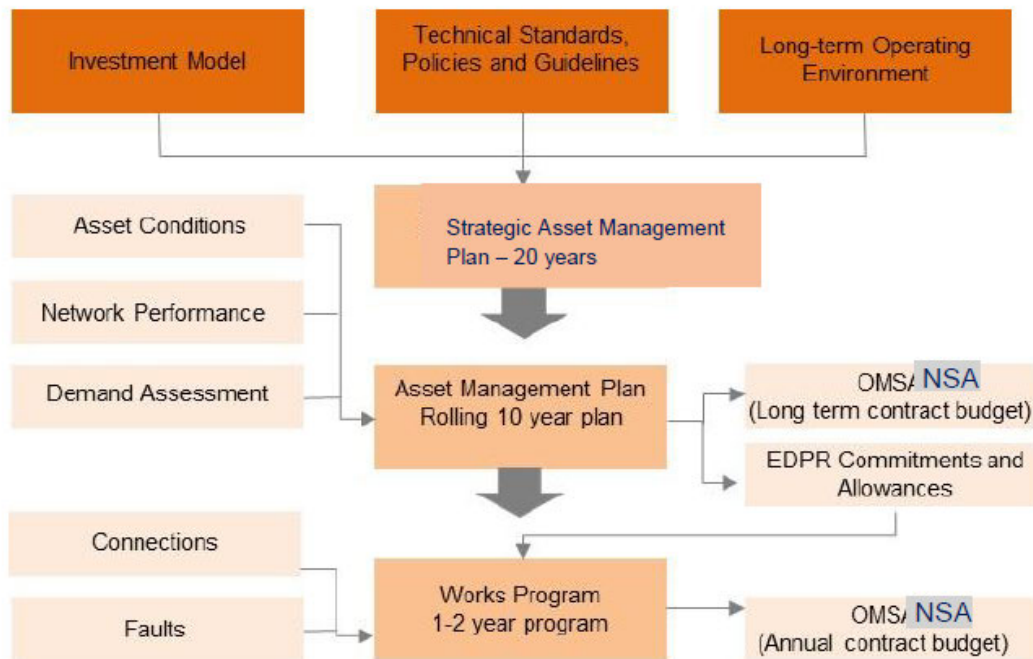 Investment Model
Technical Standards,
Policies and Guidelines
Long-term Operating
Environment
Strategic Asset Management
Plan – 20 years
Asset Conditions
Network Performance
Demand Assessment
Asset Management Plan
Rolling 10 year plan
OMSA NSA
(Long term contract budget)
EDPR Commitments and
Allowances
Connections
Faults
Works Program
1-2 year program
OMSA NSA
(Annual contract budget)